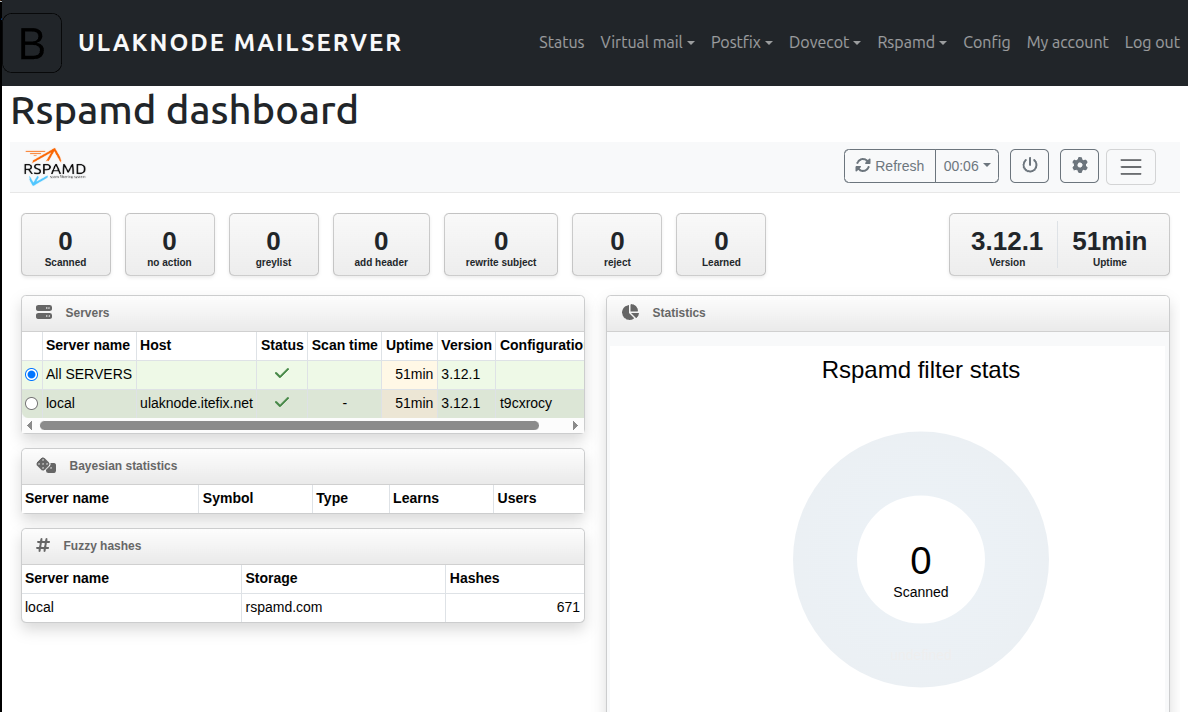 B ULAKNODE MAILSERVER Status Virtual mail Postfix Dovecot Rspamd Config My account Log out
Rspamd dashboard
RSPAMD Refresh 00:06
0 0 0 0 0 0 0 3.12.1 51min
Scanned no action greylist add header rewrite subject reject Learned Version Uptime
Servers
Server name Host Status Scan time Uptime Version Configuratio
All SERVERS 51min 3.12.1
local ulaknode.itefix.net - 51min 3.12.1 t9cxrocy
Bayesian statistics
Server name Symbol Type Learns Users
Fuzzy hashes
Server name Storage Hashes
local rspamd.com 671
Statistics
Rspamd filter stats
0
Scanned